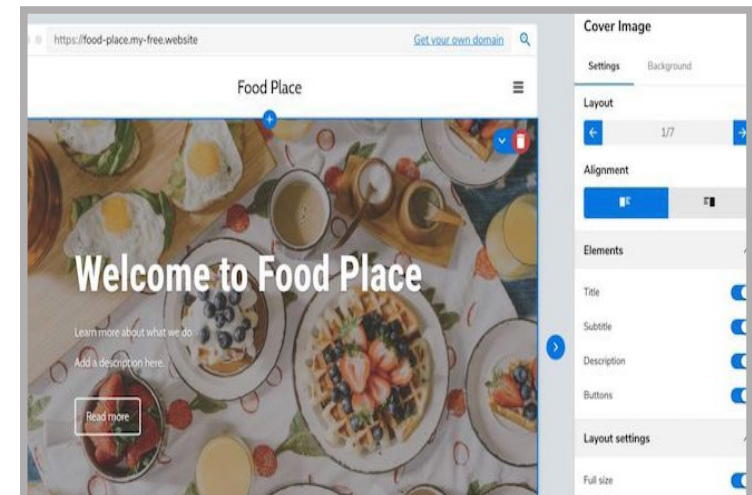 https://food-place.my-free.website
Get your own domain
Food Place
Welcome to Food Place
Learn more about what we do
Add a description here.
Read more
Cover Image
Settings
Background
Layout
1/7
Alignment
Elements
Title
Subtitle
Description
Buttons
Layout settings
Full size